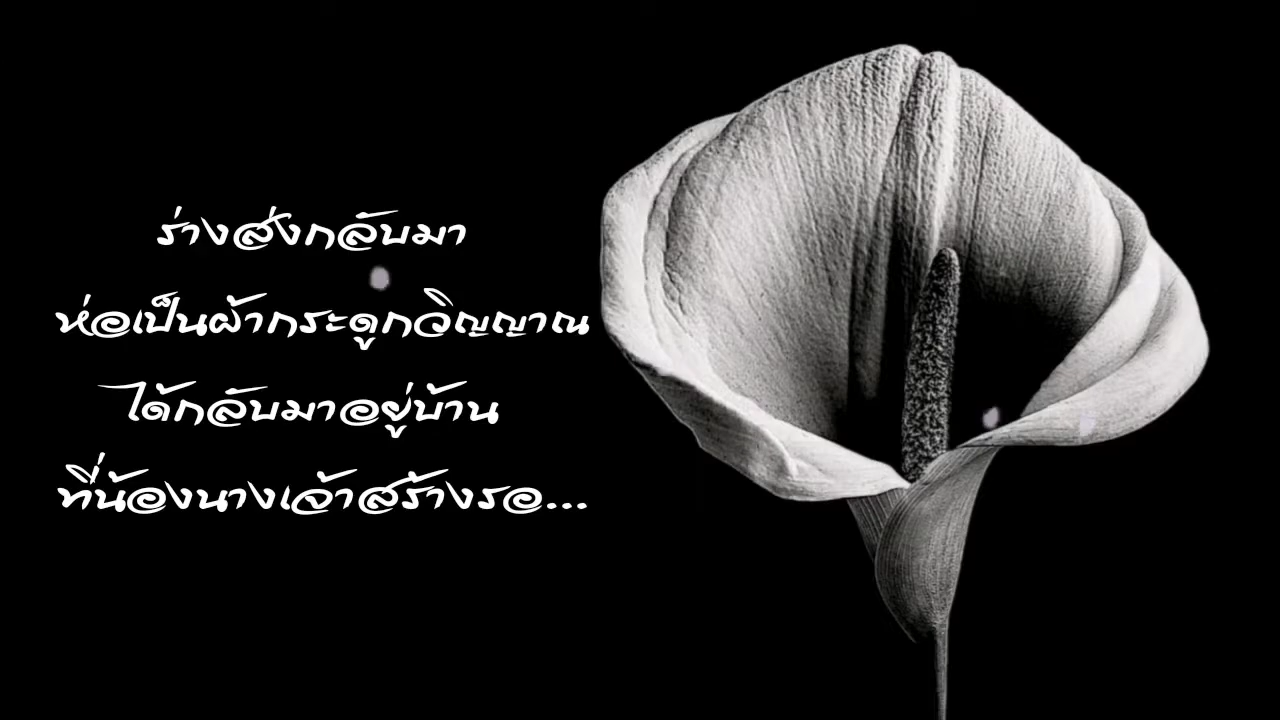 ร่างส่งกลับมา
ห่อเป็นผ้ากระดูกวิญญาณ
ได้กลับมาอยู่บ้าน
ที่น้องนางเจ้าสร้างรอ...